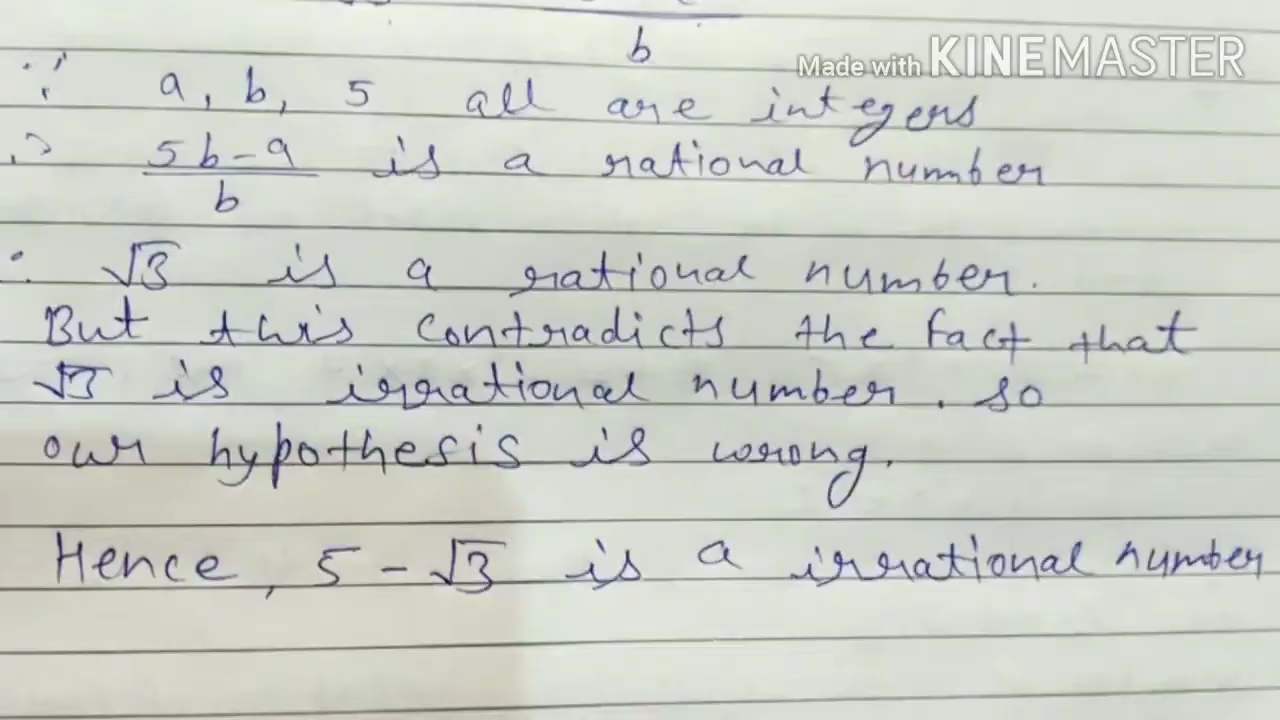 b
Made with KINEMASTER
∵ a, b, 5 all are integers
∴ 5b-a is a rational number
b
∴ √3 is a rational number.
But this contradicts the fact that
√3 is irrational number. so
our hypothesis is wrong.
Hence, 5-√3 is a irrational number